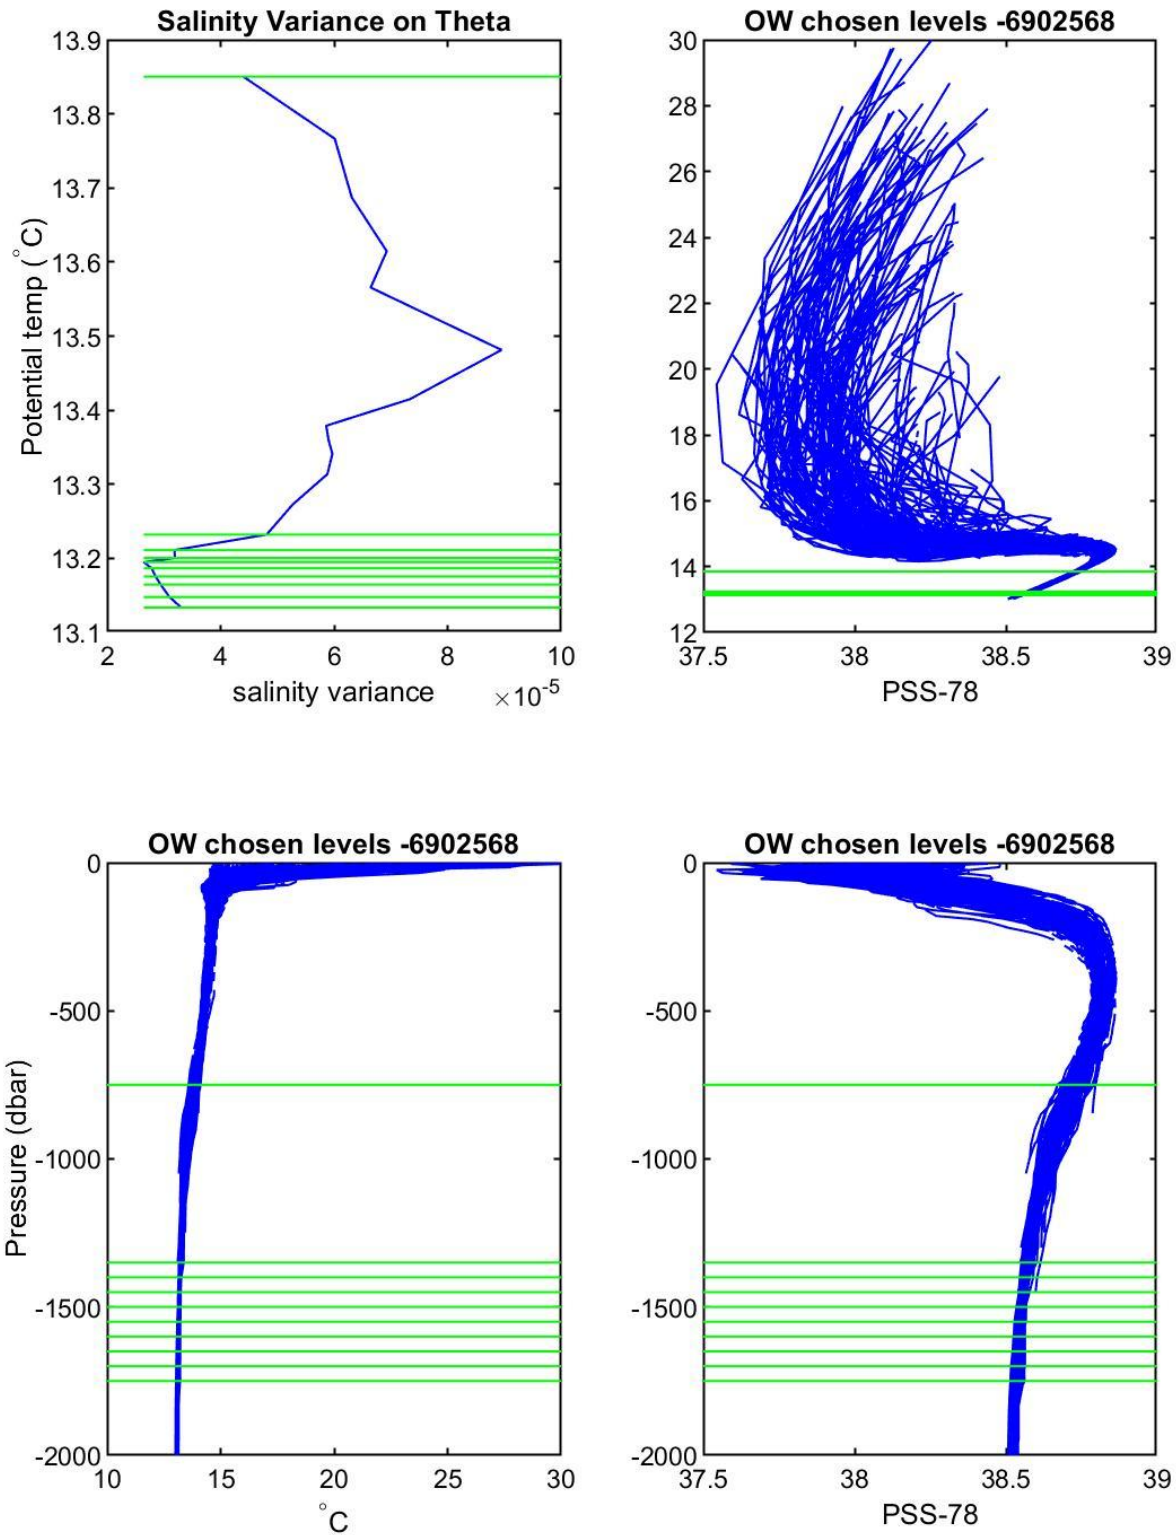 Salinity Variance on Theta
13.9
13.8
13.7
13.6
13.5
13.4
13.3
13.2
13.1
Potential temp (°C)
2 4 6 8 10
salinity variance
×10-5
OW chosen levels -6902568
30
28
26
24
22
20
18
16
14
12
37.5 38 38.5 39
PSS-78
OW chosen levels -6902568
0
-500
-1000
-1500
-2000
Pressure (dbar)
10 15 20 25 30
°C
OW chosen levels -6902568
0
-500
-1000
-1500
-2000
37.5 38 38.5 39
PSS-78